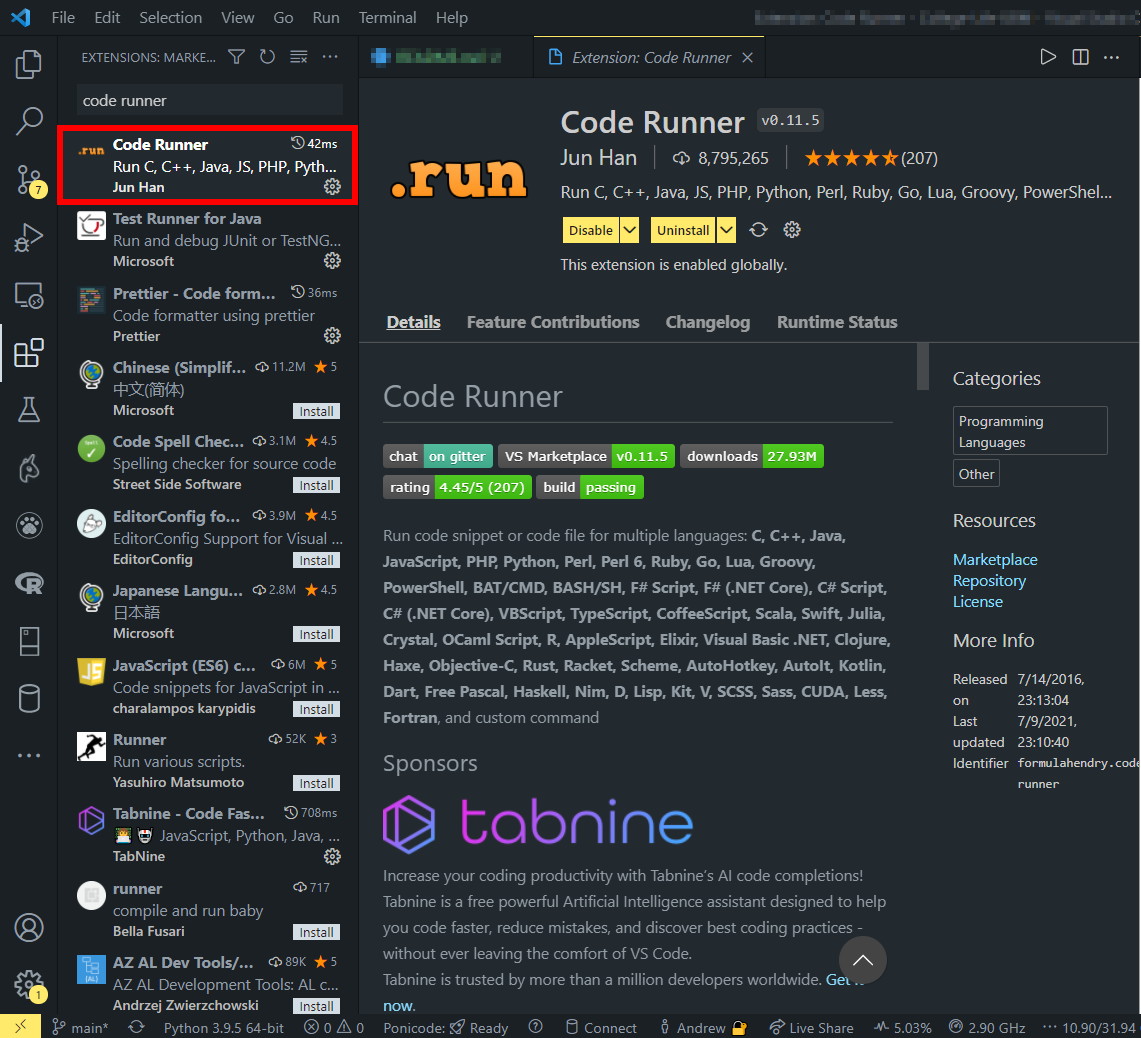 File Edit Selection View Go Run Terminal Help
EXTENSIONS: MARKE...
Extension: Code Runner
code runner
.run
Code Runner 42ms
Run C, C++, Java, JS, PHP, Pyth...
Jun Han
Test Runner for Java
Run and debug JUnit or TestNG...
Microsoft
Prettier - Code form... 36ms
Code formatter using prettier
Prettier
Chinese (Simplif... 11.2M 5
中文(简体)
Microsoft Install
Code Spell Chec... 3.1M 4.5
Spelling checker for source code
Street Side Software Install
EditorConfig fo... 3.9M 4.5
EditorConfig Support for Visual ...
EditorConfig Install
Japanese Langu... 2.8M 4.5
日本語
Microsoft Install
JS
JavaScript (ES6) c... 6M 5
Code snippets for JavaScript in ...
charalampos karypidis Install
Runner 52K 3
Run various scripts.
Yasuhiro Matsumoto Install
Tabnine - Code Fas... 708ms
JavaScript, Python, Java, ...
TabNine
runner 717
compile and run baby
Bella Fusari Install
AZ AL Dev Tools/... 89K 5
AZ AL Development Tools: AL c...
Andrzej Zwierzchowski Install
7
R
1
.run
Code Runner v0.11.5
Jun Han 8,795,265 (207)
Run C, C++, Java, JS, PHP, Python, Perl, Ruby, Go, Lua, Groovy, PowerShel...
Disable Uninstall
This extension is enabled globally.
Details Feature Contributions Changelog Runtime Status
Code Runner
chat on gitter VS Marketplace v0.11.5 downloads 27.93M
rating 4.45/5 (207) build passing
Run code snippet or code file for multiple languages: C, C++, Java,
JavaScript, PHP, Python, Perl, Perl 6, Ruby, Go, Lua, Groovy,
PowerShell, BAT/CMD, BASH/SH, F# Script, F# (.NET Core), C# Script,
C# (.NET Core), VBScript, TypeScript, CoffeeScript, Scala, Swift, Julia,
Crystal, OCaml Script, R, AppleScript, Elixir, Visual Basic .NET, Clojure,
Haxe, Objective-C, Rust, Racket, Scheme, AutoHotkey, AutoIt, Kotlin,
Dart, Free Pascal, Haskell, Nim, D, Lisp, Kit, V, SCSS, Sass, CUDA, Less,
Fortran, and custom command
Sponsors
tabnine
Increase your coding productivity with Tabnine's AI code completions!
Tabnine is a free powerful Artificial Intelligence assistant designed to help
you code faster, reduce mistakes, and discover best coding practices -
without ever leaving the comfort of VS Code.
Tabnine is trusted by more than a million developers worldwide. Get
now.
Categories
Programming
Languages
Other
Resources
Marketplace
Repository
License
More Info
Released on 7/14/2016, 23:13:04
Last updated 7/9/2021, 23:10:40
Identifier formulahendry.code
runner
main* Python 3.9.5 64-bit 0 0 Ponicode: Ready Connect Andrew Live Share 5.03% 2.90 GHz 10.90/31.94